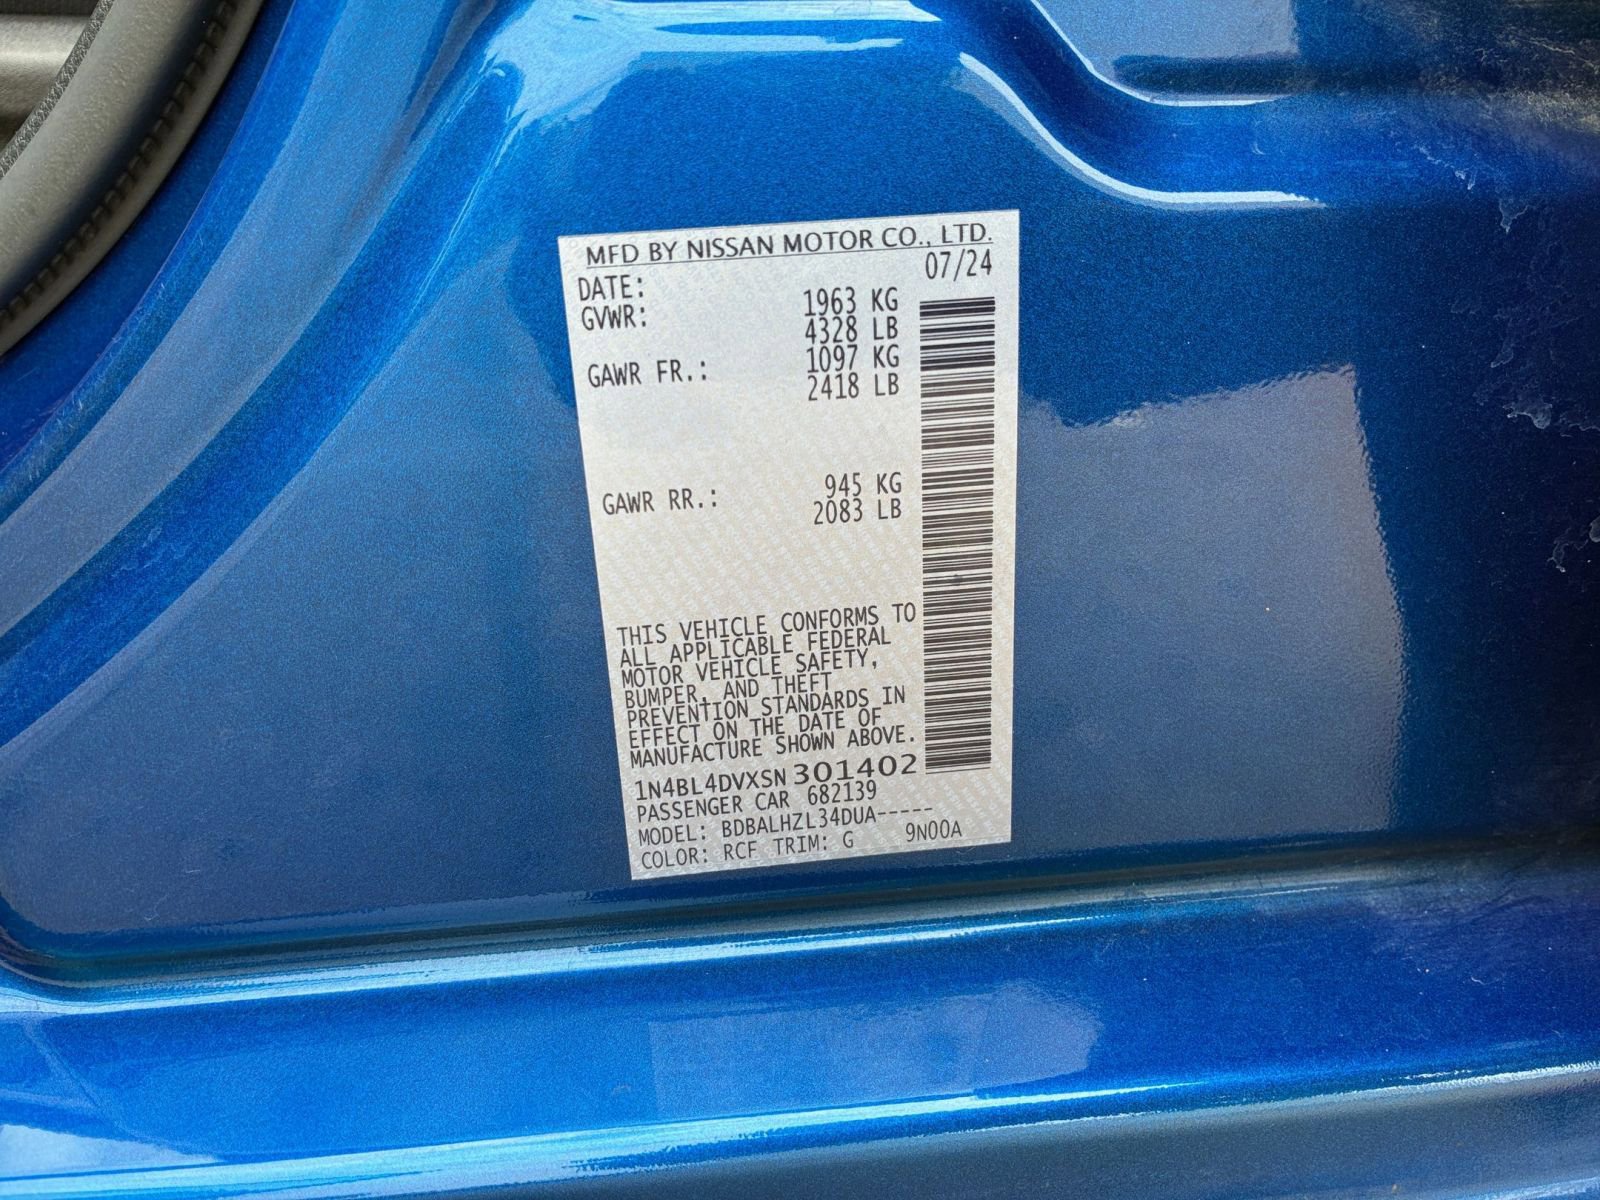 MFD BY NISSAN MOTOR CO., LTD.
DATE: 07/24
GVWR: 1963 KG
4328 LB
GAWR FR.: 1097 KG
2418 LB
GAWR RR.: 945 KG
2083 LB
THIS VEHICLE CONFORMS TO
ALL APPLICABLE FEDERAL
MOTOR VEHICLE SAFETY,
BUMPER, AND THEFT
PREVENTION STANDARDS IN
EFFECT ON THE DATE OF
MANUFACTURE SHOWN ABOVE.
1N4BL4DVXSN301402
PASSENGER CAR 682139
MODEL: BDBALHZL34DUA-----
COLOR: RCF TRIM: G 9N00A